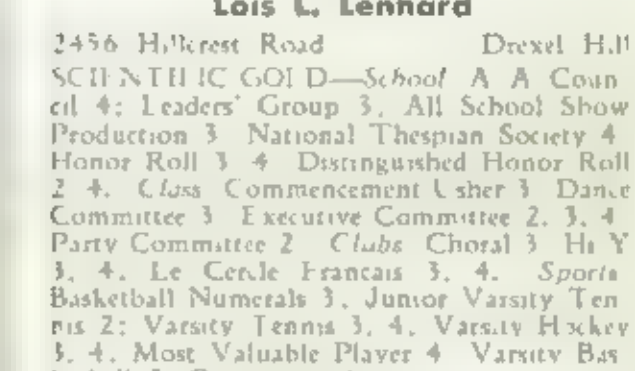 Lois L. Lennard
2456 Hillcrest Road Drexel Hill
SCIENTIFIC GOLD—School A A Coun
cil 4; Leaders' Group 3, All School Show
Production 3 National Thespian Society 4
Honor Roll 3 4 Distinguished Honor Roll
2 4. Class Commencement Usher 3 Dance
Committee 3 Executive Committee 2. 3. 4
Party Committee 2 Clubs Choral 3 Hi Y
3, 4. Le Cercle Francais 3, 4. Sports
Basketball Numerals 3, Junior Varsity Ten
nis 2; Varsity Tennis 3, 4, Varsity Hockey
3. 4. Most Valuable Player 4 Varsity Bas